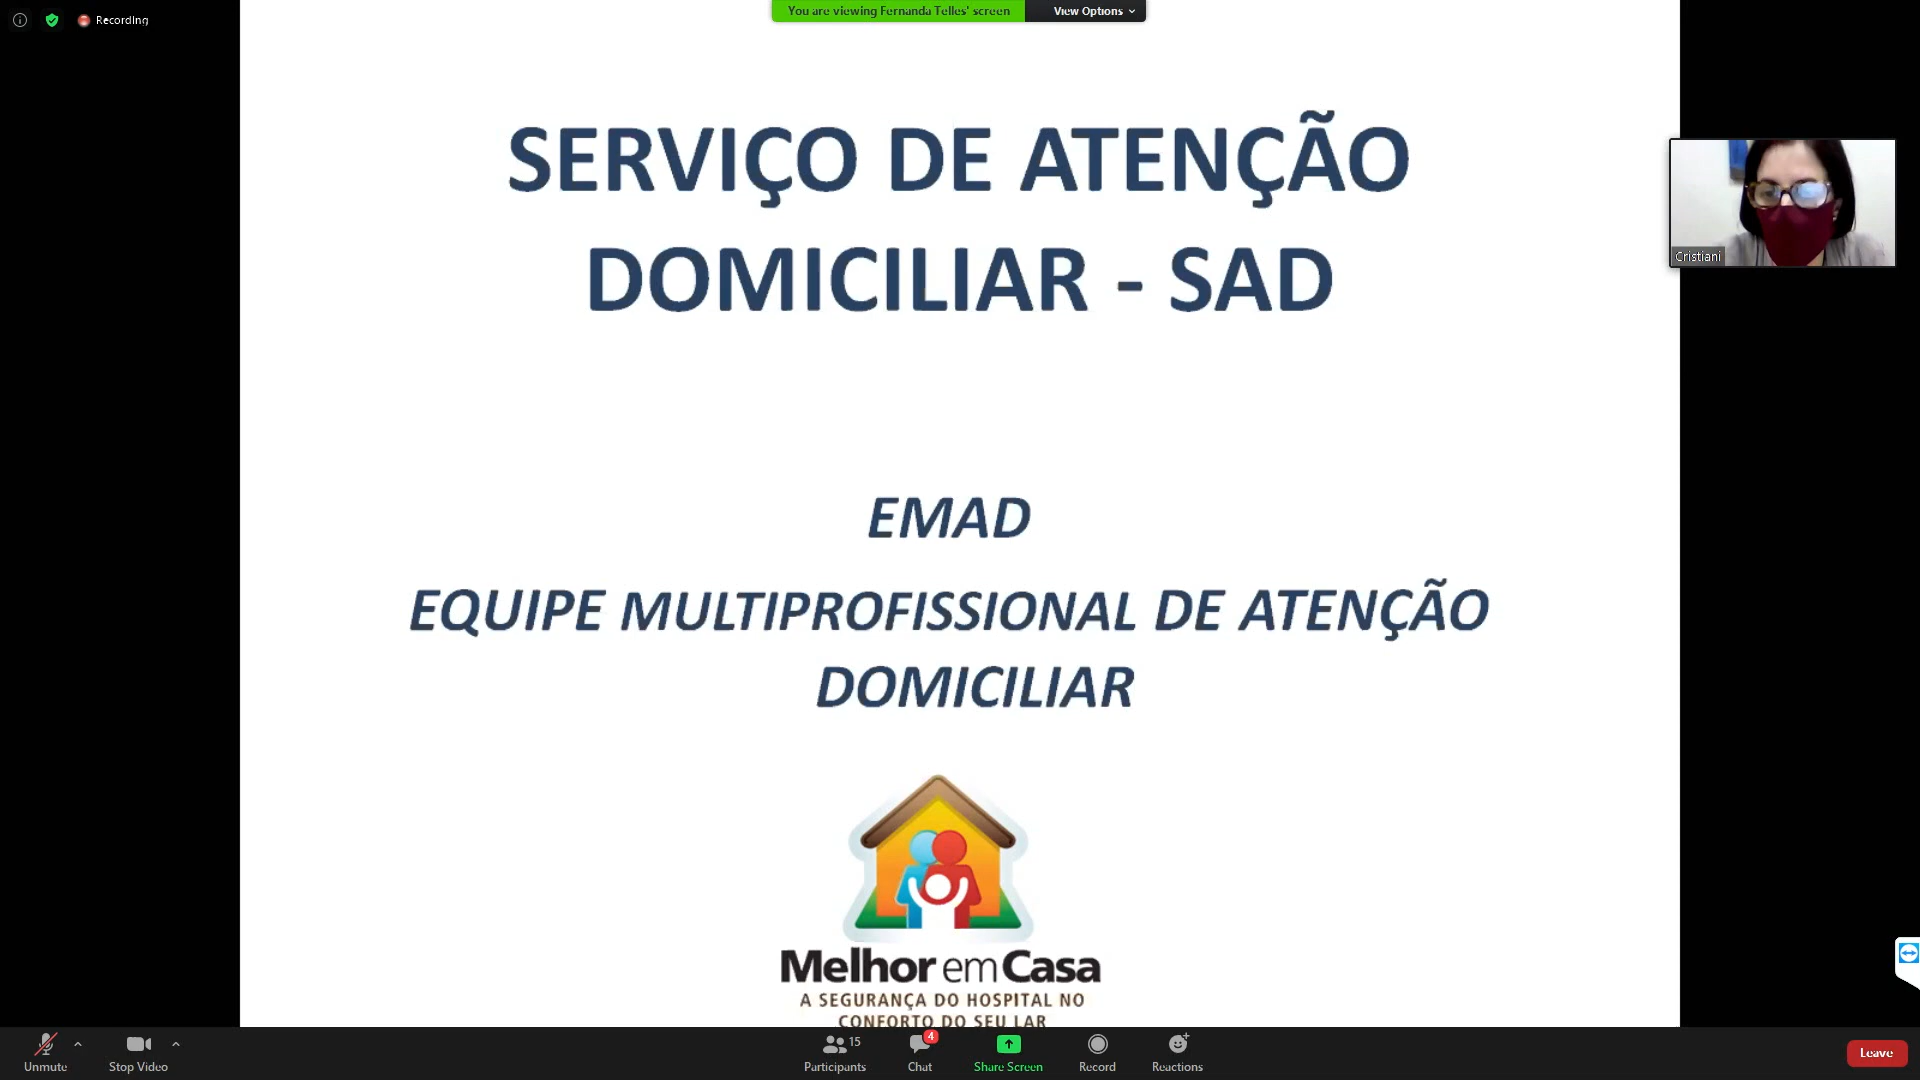 Recording
You are viewing Fernanda Telles' screen
View Options
SERVIÇO DE ATENÇÃO
DOMICILIAR - SAD
Cristiani
EMAD
EQUIPE MULTIPROFISSIONAL DE ATENÇÃO
DOMICILIAR
Melhor em Casa
A SEGURANÇA DO HOSPITAL NO
CONFORTO DO SEU LAR
Unmute
Stop Video
15
Participants
4
Chat
Share Screen
Record
Reactions
Leave